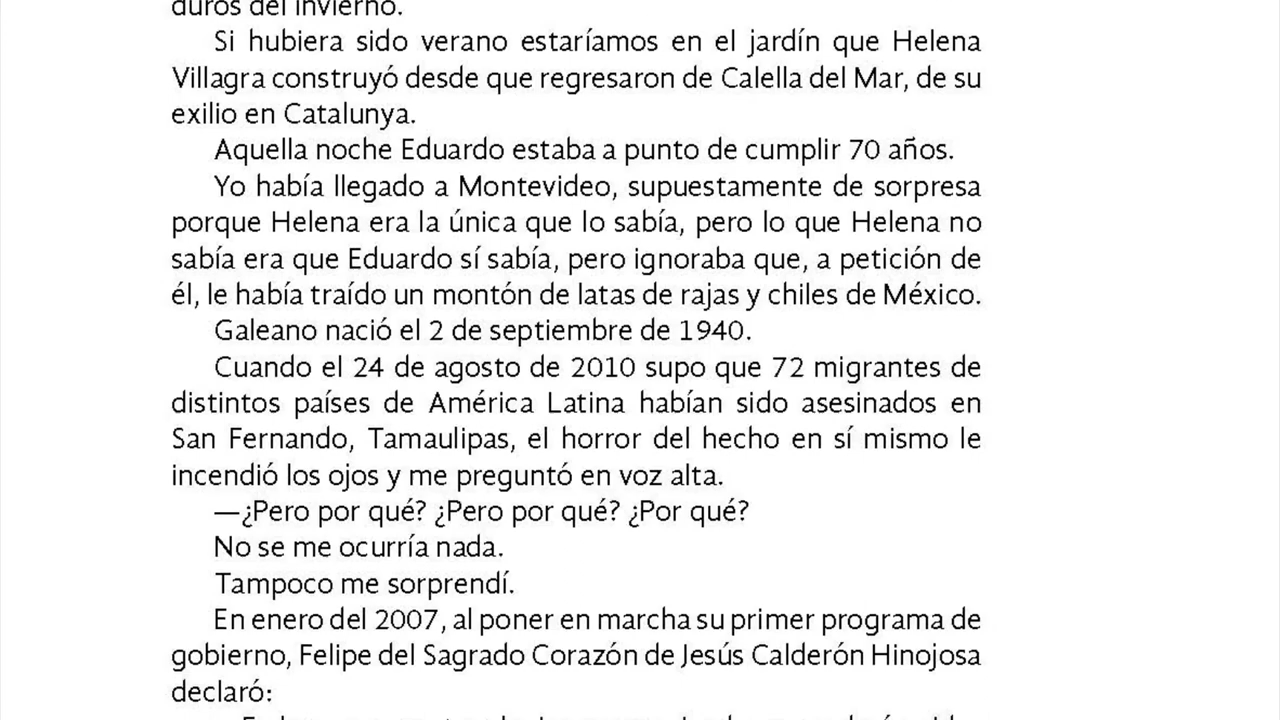 duros del invierno.
Si hubiera sido verano estaríamos en el jardín que Helena
Villagra construyó desde que regresaron de Calella del Mar, de su
exilio en Catalunya.
Aquella noche Eduardo estaba a punto de cumplir 70 años.
Yo había llegado a Montevideo, supuestamente de sorpresa
porque Helena era la única que lo sabía, pero lo que Helena no
sabía era que Eduardo sí sabía, pero ignoraba que, a petición de
él, le había traído un montón de latas de rajas y chiles de México.
Galeano nació el 2 de septiembre de 1940.
Cuando el 24 de agosto de 2010 supo que 72 migrantes de
distintos países de América Latina habían sido asesinados en
San Fernando, Tamaulipas, el horror del hecho en sí mismo le
incendió los ojos y me preguntó en voz alta.
—¿Pero por qué? ¿Pero por qué? ¿Por qué?
No se me ocurría nada.
Tampoco me sorprendí.
En enero del 2007, al poner en marcha su primer programa de
gobierno, Felipe del Sagrado Corazón de Jesús Calderón Hinojosa
declaró: